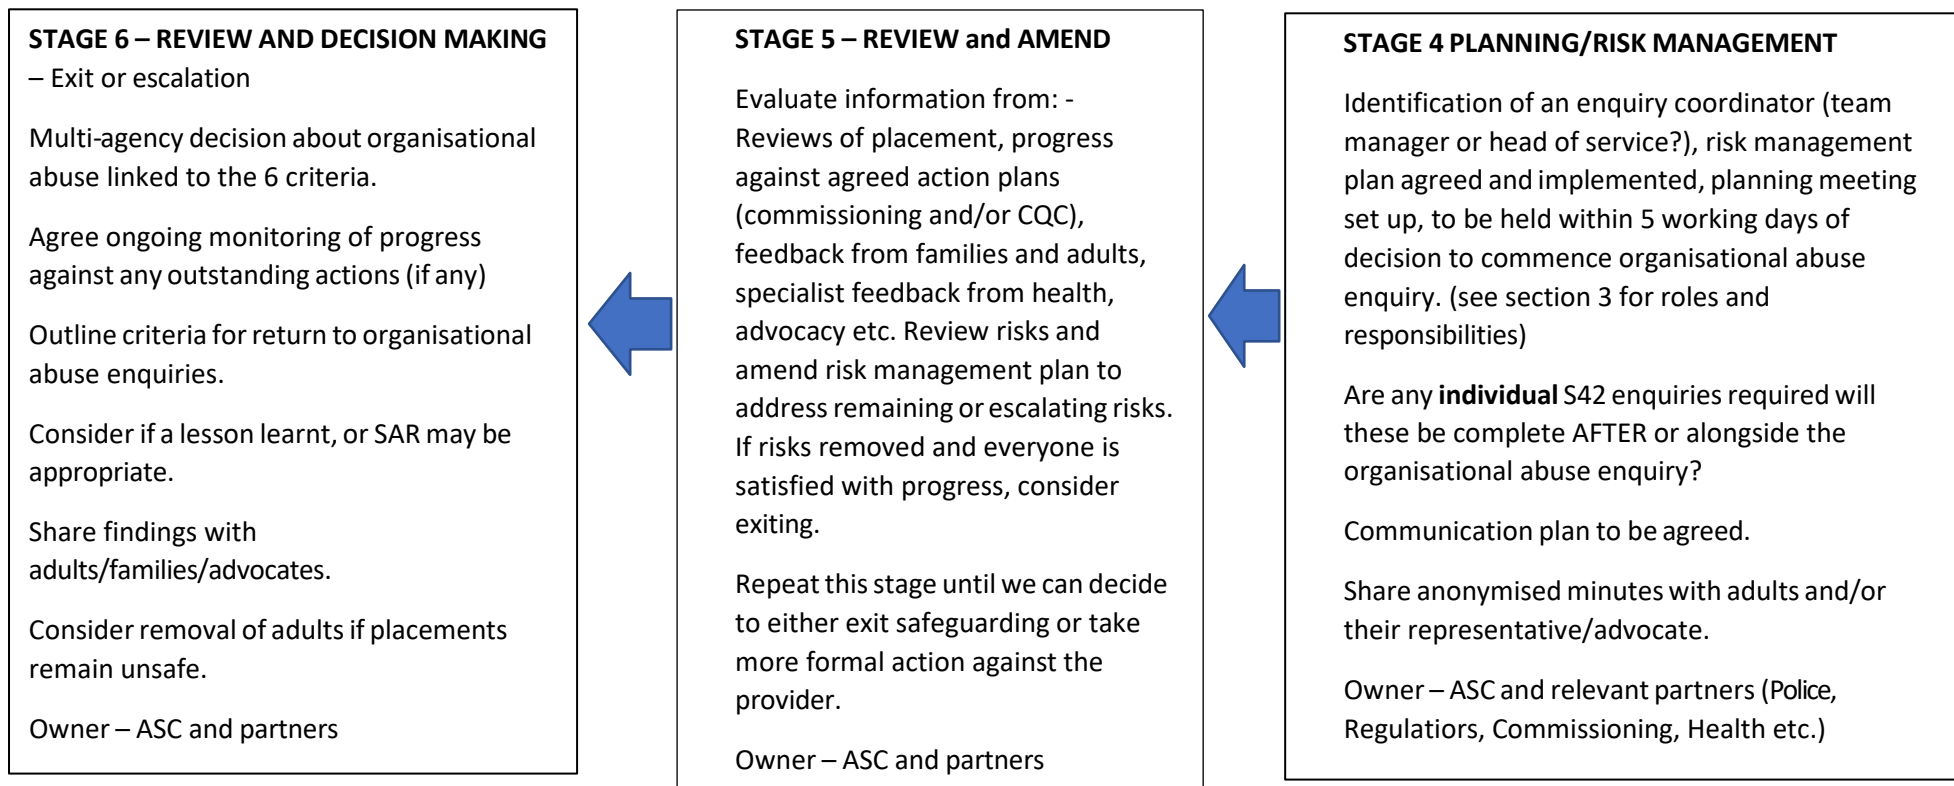 STAGE 6 – REVIEW AND DECISION MAKING
– Exit or escalation
Multi-agency decision about organisational
abuse linked to the 6 criteria.
Agree ongoing monitoring of progress
against any outstanding actions (if any)
Outline criteria for return to organisational
abuse enquiries.
Consider if a lesson learnt, or SAR may be
appropriate.
Share findings with
adults/families/advocates.
Consider removal of adults if placements
remain unsafe.
Owner – ASC and partners
STAGE 5 – REVIEW and AMEND
Evaluate information from: -
Reviews of placement, progress
against agreed action plans
(commissioning and/or CQC),
feedback from families and adults,
specialist feedback from health,
advocacy etc. Review risks and
amend risk management plan to
address remaining or escalating risks.
If risks removed and everyone is
satisfied with progress, consider
exiting.
Repeat this stage until we can decide
to either exit safeguarding or take
more formal action against the
provider.
Owner – ASC and partners
STAGE 4 PLANNING/RISK MANAGEMENT
Identification of an enquiry coordinator (team
manager or head of service?), risk management
plan agreed and implemented, planning meeting
set up, to be held within 5 working days of
decision to commence organisational abuse
enquiry. (see section 3 for roles and
responsibilities)
Are any individual S42 enquiries required will
these be complete AFTER or alongside the
organisational abuse enquiry?
Communication plan to be agreed.
Share anonymised minutes with adults and/or
their representative/advocate.
Owner – ASC and relevant partners (Police,
Regulatiors, Commissioning, Health etc.)